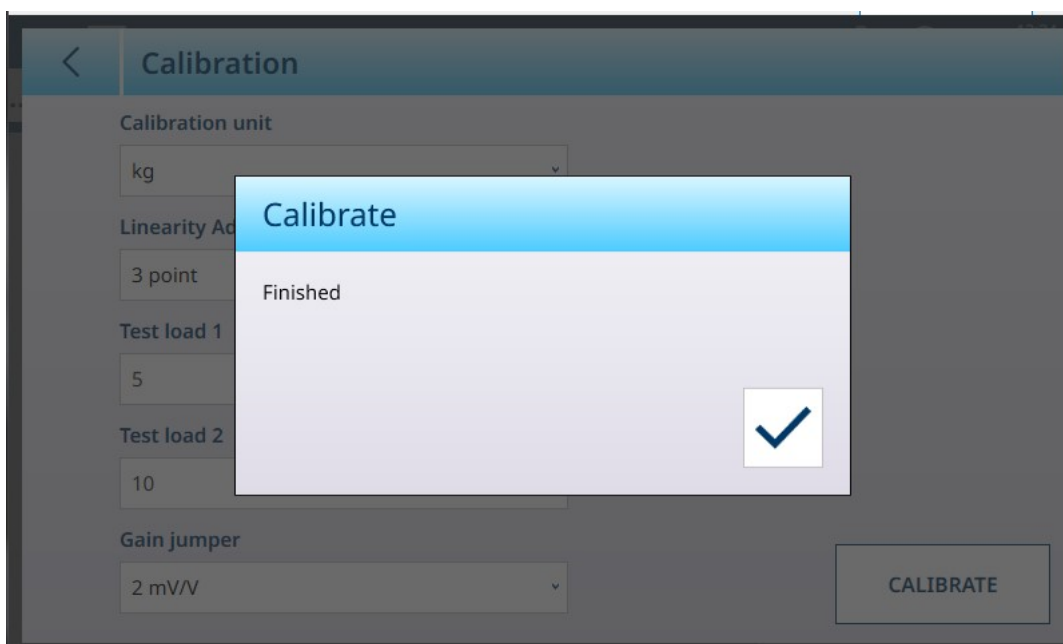 Calibration
Calibration unit
kg
Calibrate
Linearity Ad
3 point
Finished
Test load 1
5
Test load 2
10
Gain jumper
2 mV/V
CALIBRATE